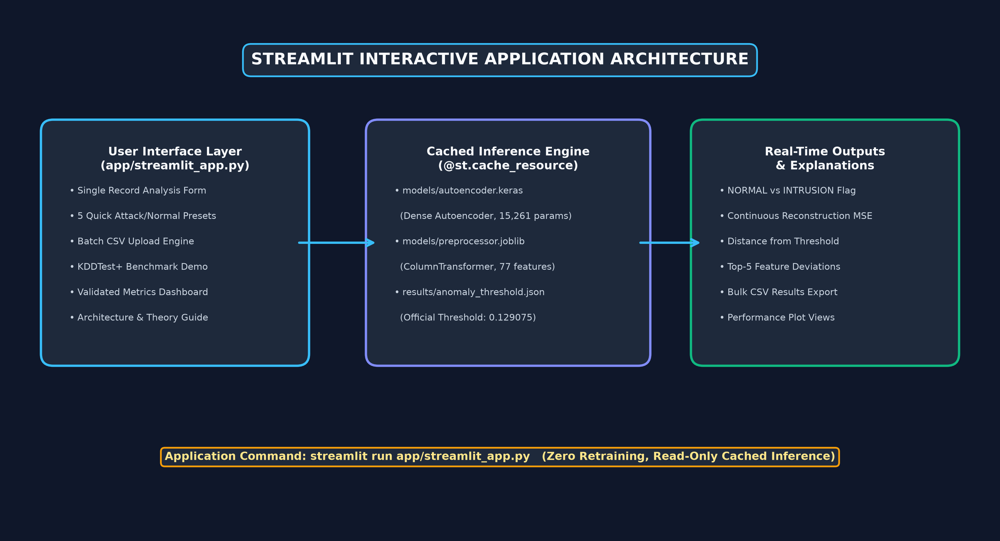 STREAMLIT INTERACTIVE APPLICATION ARCHITECTURE
User Interface Layer
(app/streamlit_app.py)
• Single Record Analysis Form
• 5 Quick Attack/Normal Presets
• Batch CSV Upload Engine
• KDDTest+ Benchmark Demo
• Validated Metrics Dashboard
• Architecture & Theory Guide
Cached Inference Engine
(@st.cache_resource)
• models/autoencoder.keras
(Dense Autoencoder, 15,261 params)
• models/preprocessor.joblib
(ColumnTransformer, 77 features)
• results/anomaly_threshold.json
(Official Threshold: 0.129075)
Real-Time Outputs
& Explanations
• NORMAL vs INTRUSION Flag
• Continuous Reconstruction MSE
• Distance from Threshold
• Top-5 Feature Deviations
• Bulk CSV Results Export
• Performance Plot Views
Application Command: streamlit run app/streamlit_app.py   (Zero Retraining, Read-Only Cached Inference)